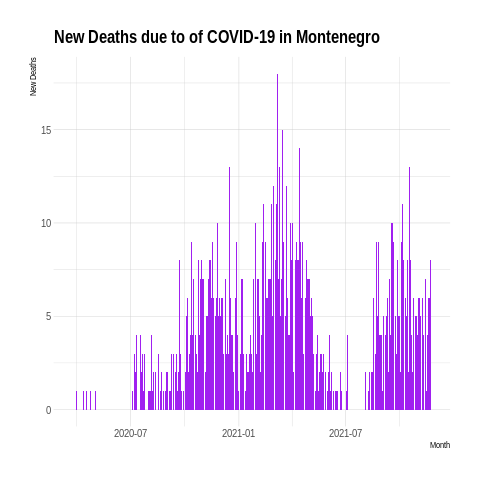 New Deaths due to of COVID-19 in Montenegro
New Deaths
15
10
5
0
2020-07
2021-01
2021-07
Month